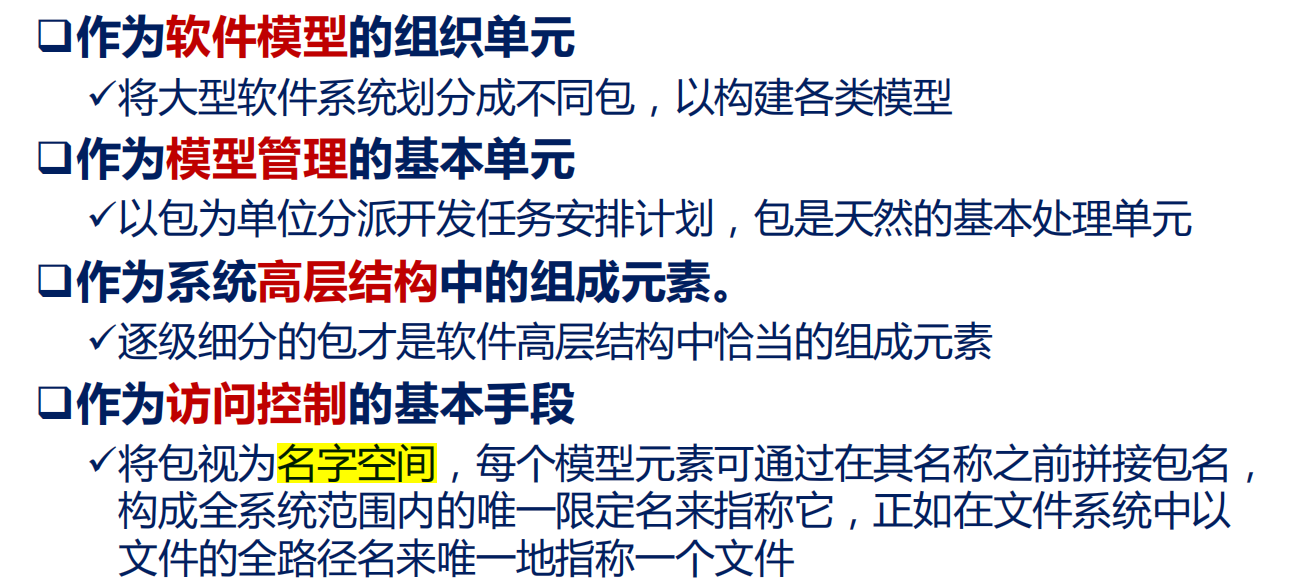 ❑作为软件模型的组织单元
✓将大型软件系统划分成不同包，以构建各类模型
❑作为模型管理的基本单元
✓以包为单位分派开发任务安排计划，包是天然的基本处理单元
❑作为系统高层结构中的组成元素。
✓逐级细分的包才是软件高层结构中恰当的组成元素
❑作为访问控制的基本手段
✓将包视为名字空间，每个模型元素可通过在其名称之前拼接包名，
构成全系统范围内的唯一限定名来指称它，正如在文件系统中以
文件的全路径名来唯一地指称一个文件